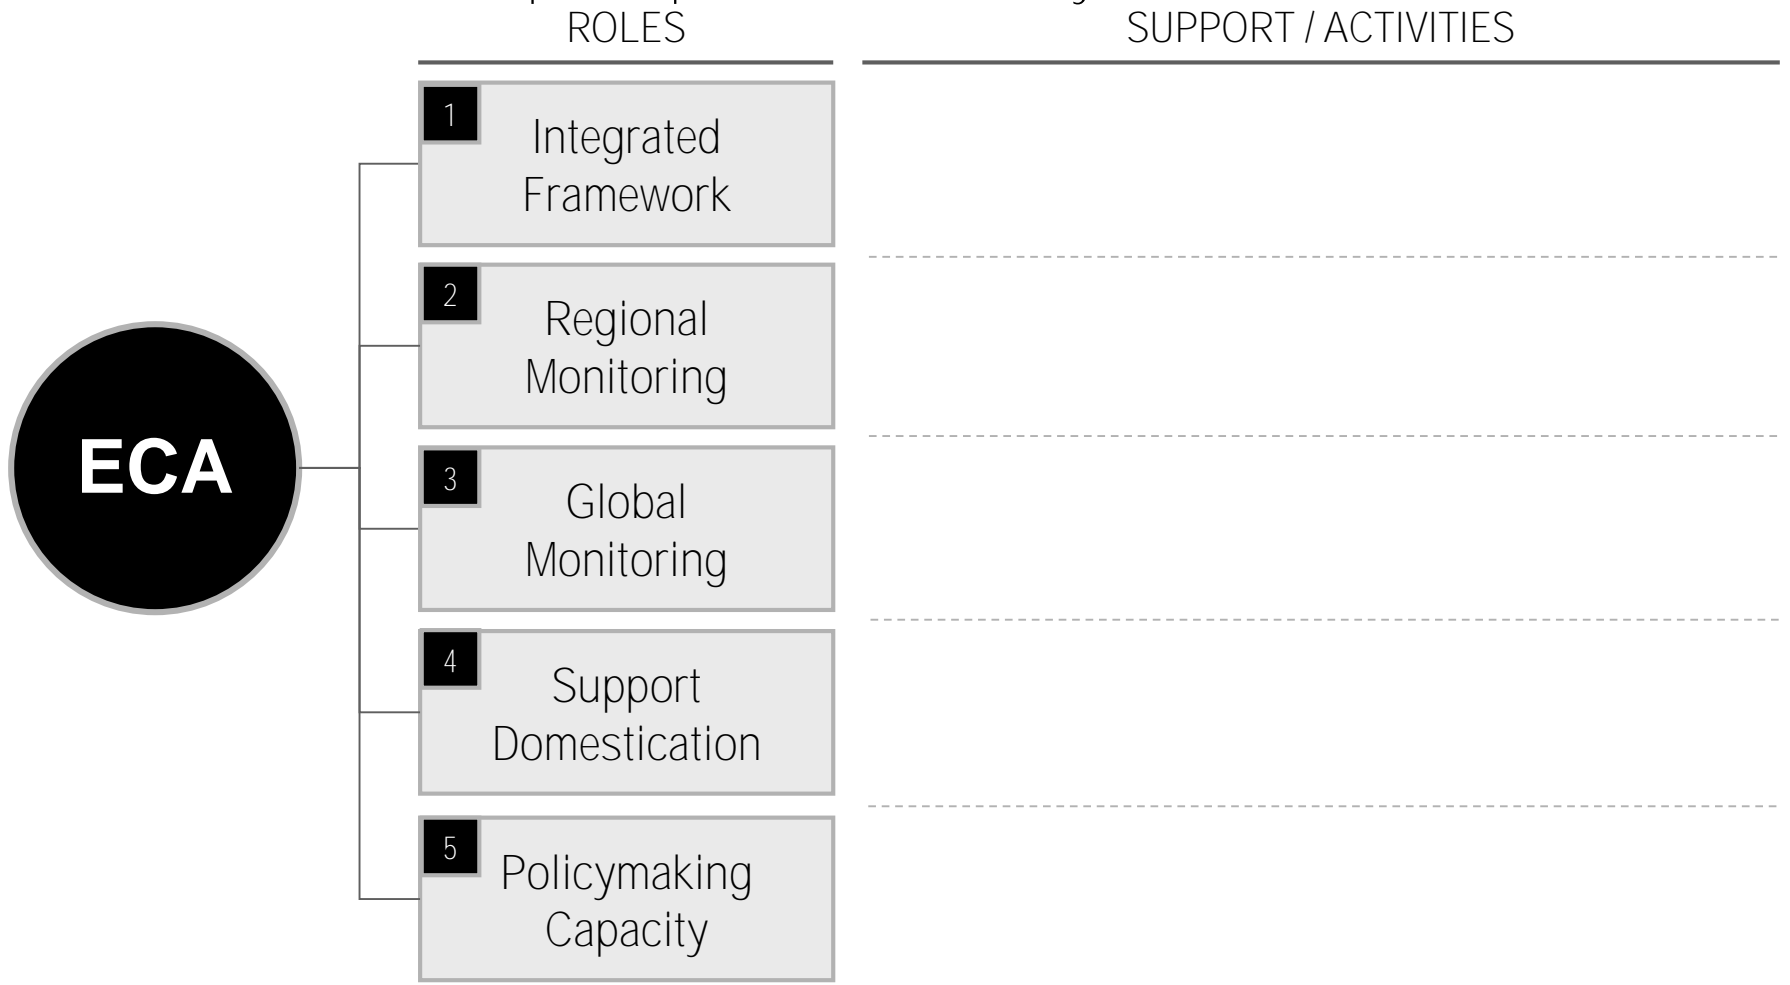 ROLES
SUPPORT / ACTIVITIES
1
Integrated
Framework
2
Regional
Monitoring
ECA
3
Global
Monitoring
4
Support
Domestication
5
Policymaking
Capacity